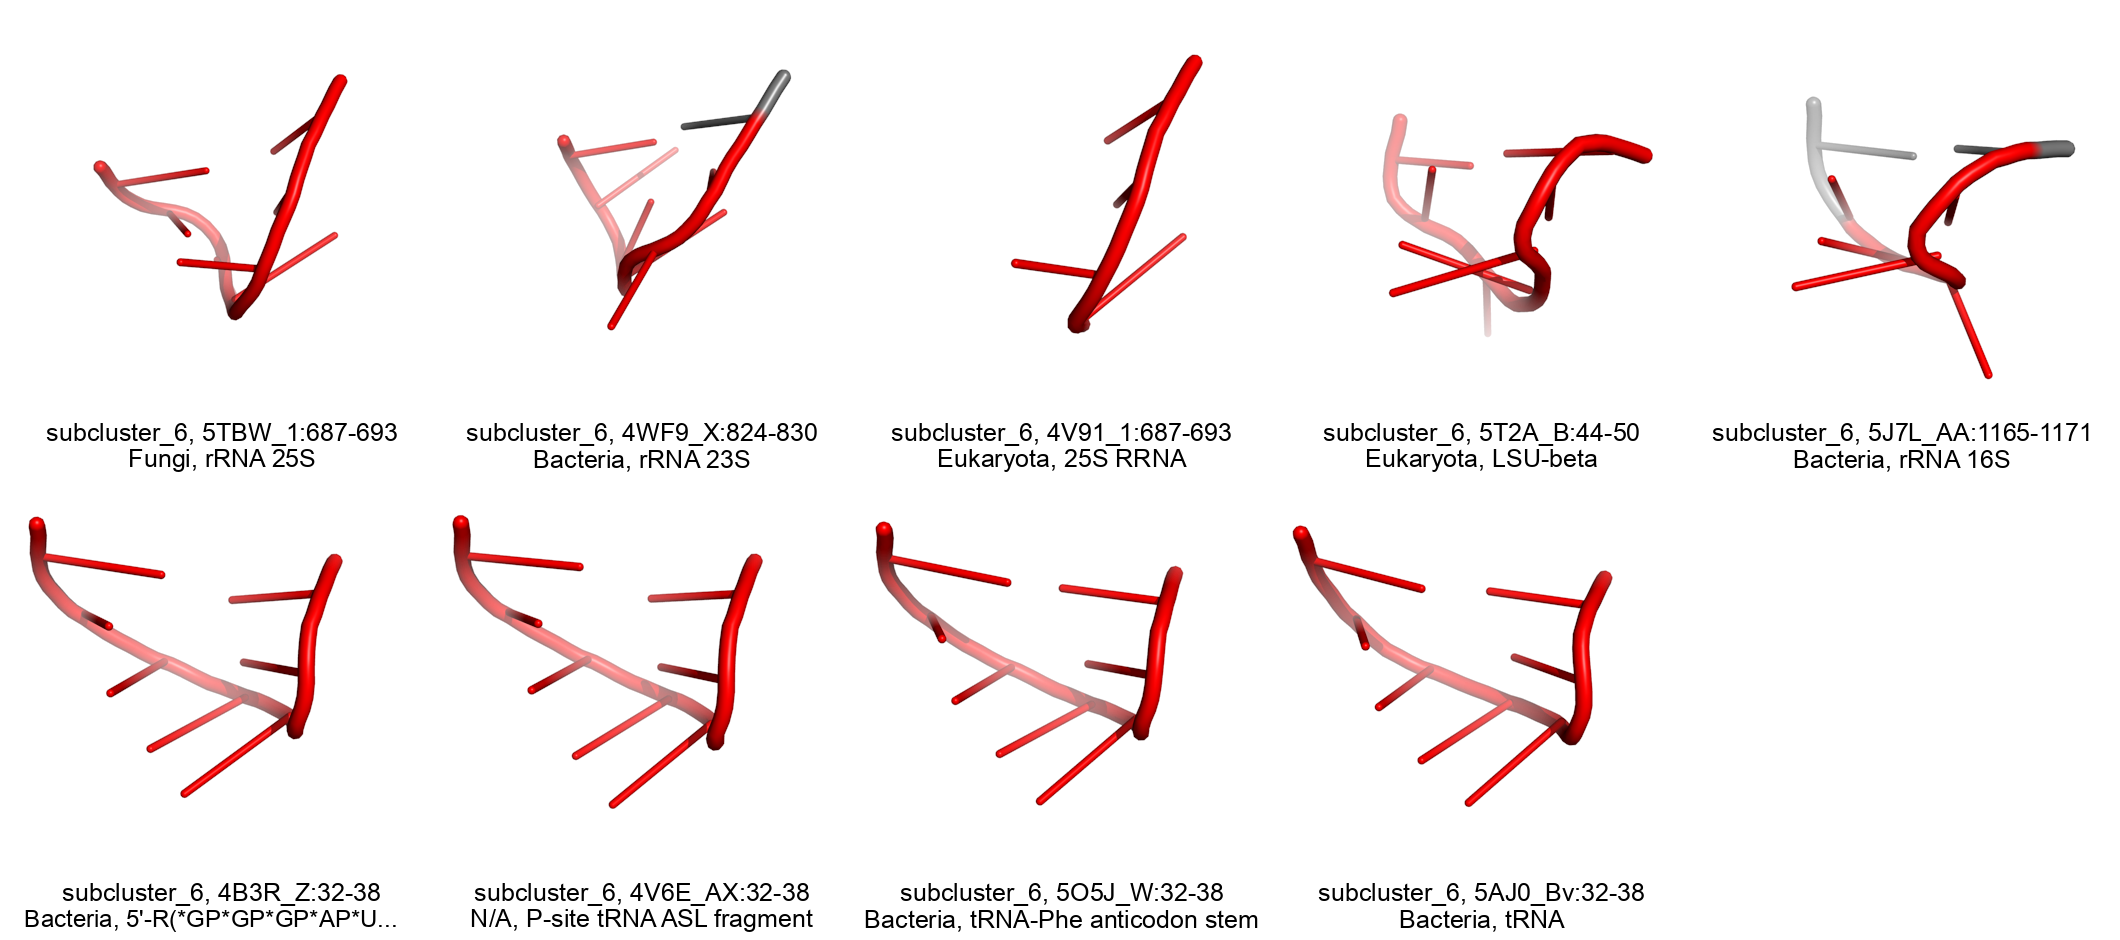 subcluster_6, 5TBW_1:687-693
Fungi, rRNA 25S
subcluster_6, 4WF9_X:824-830
Bacteria, rRNA 23S
subcluster_6, 4V91_1:687-693
Eukaryota, 25S RRNA
subcluster_6, 5T2A_B:44-50
Eukaryota, LSU-beta
subcluster_6, 5J7L_AA:1165-1171
Bacteria, rRNA 16S
subcluster_6, 4B3R_Z:32-38
Bacteria, 5'-R(*GP*GP*GP*AP*U...
subcluster_6, 4V6E_AX:32-38
N/A, P-site tRNA ASL fragment
subcluster_6, 5O5J_W:32-38
Bacteria, tRNA-Phe anticodon stem
subcluster_6, 5AJ0_Bv:32-38
Bacteria, tRNA